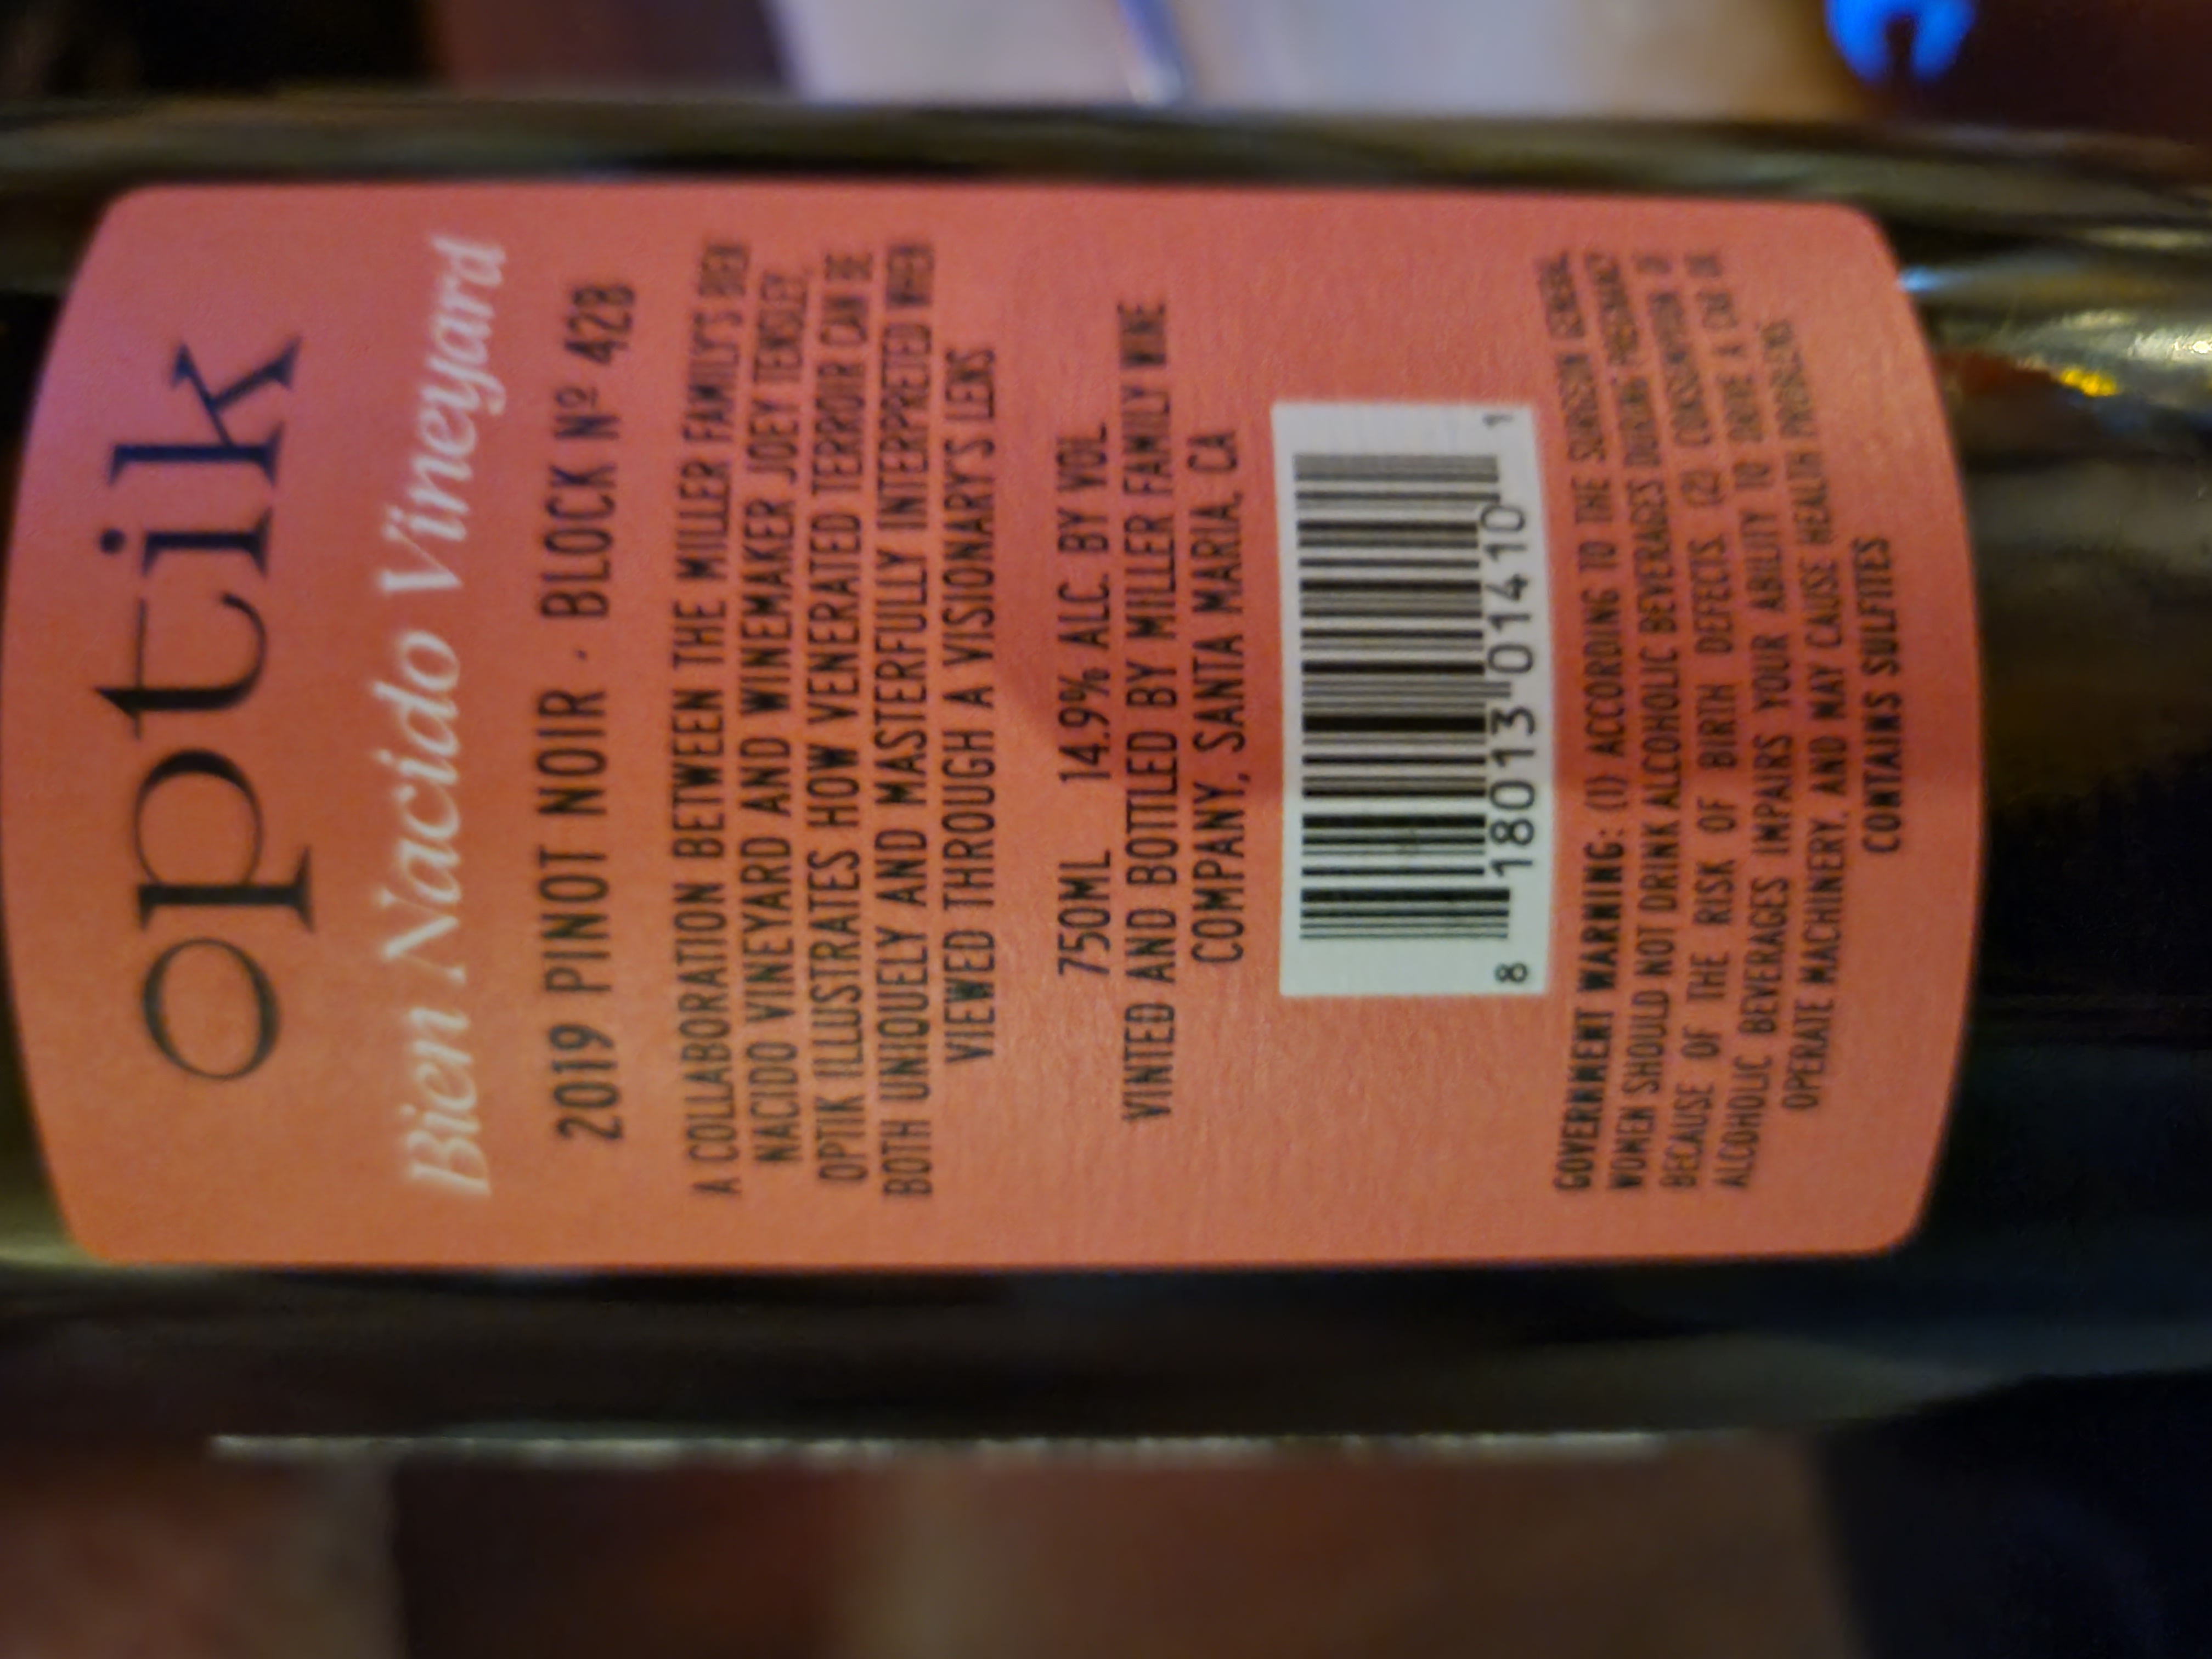 optik
Bien Nacido Vineyard
2019 PINOT NOIR · BLOCK Nº 42B
A COLLABORATION BETWEEN THE MILLER FAMILY'S BIEN
NACIDO VINEYARD AND WINEMAKER JOEY TENSLEY,
OPTIK ILLUSTRATES HOW VENERATED TERROIR CAN BE
BOTH UNIQUELY AND MASTERFULLY INTERPRETED WHEN
VIEWED THROUGH A VISIONARY'S LENS
750ML 14.9% ALC. BY VOL.
VINTED AND BOTTLED BY MILLER FAMILY WINE
COMPANY, SANTA MARIA, CA
8 18013 01410 1
GOVERNMENT WARNING: (1) ACCORDING TO THE SURGEON GENERAL
WOMEN SHOULD NOT DRINK ALCOHOLIC BEVERAGES DURING PREGNANCY
BECAUSE OF THE RISK OF BIRTH DEFECTS. (2) CONSUMPTION OF
ALCOHOLIC BEVERAGES IMPAIRS YOUR ABILITY TO DRIVE A CAR OR
OPERATE MACHINERY, AND MAY CAUSE HEALTH PROBLEMS
CONTAINS SULFITES